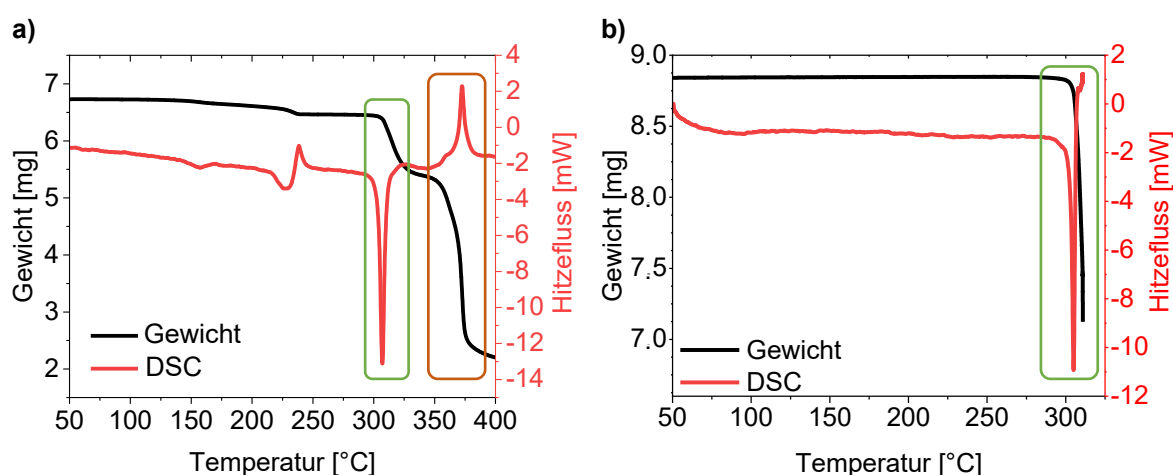 a)
7
6
5
4
3
2
Gewicht [mg]
4
2
0
-2
-4
-6
-8
-10
-12
-14
Hitzefluss [mW]
Gewicht
DSC
50 100 150 200 250 300 350 400
Temperatur [°C]
b)
9.0
8.5
8.0
7.5
7.0
Gewicht [mg]
2
0
-2
-4
-6
-8
-10
-12
Hitzefluss [mW]
Gewicht
DSC
50 100 150 200 250 300
Temperatur [°C]